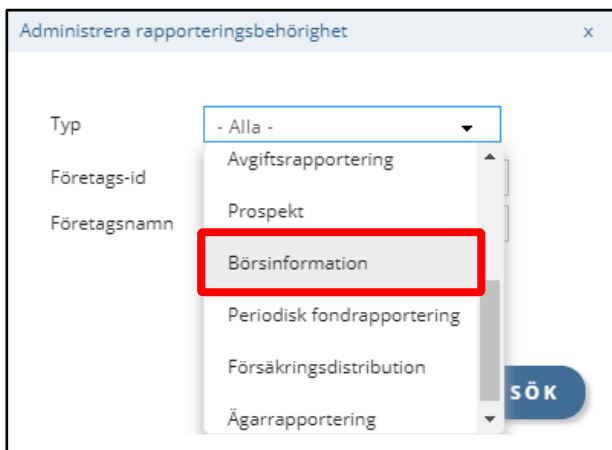 Administrera rapporteringsbehörighet x
Typ - Alla -
Avgiftsrapportering
Företags-id
Prospekt
Företagsnamn
Börsinformation
Periodisk fondrapportering
Försäkringsdistribution
SÖK
Ägarrapportering